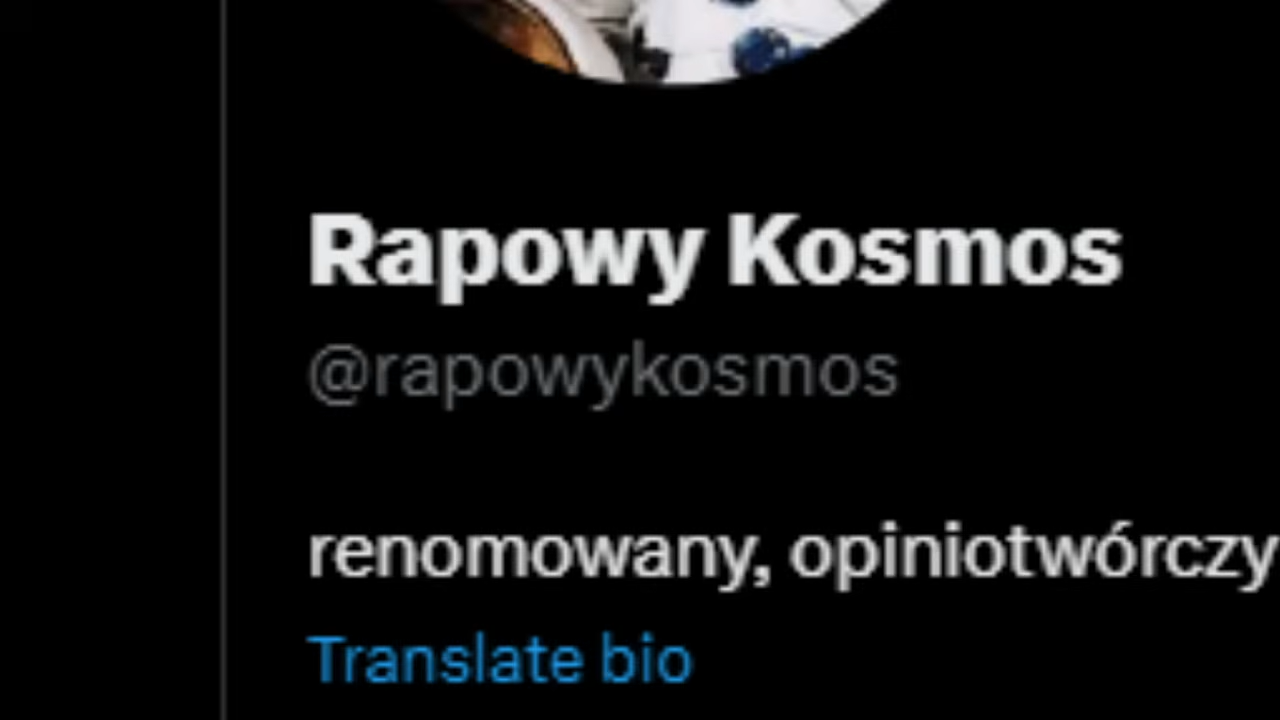 Rapowy Kosmos
@rapowykosmos
renomowany, opiniotwórczy
Translate bio